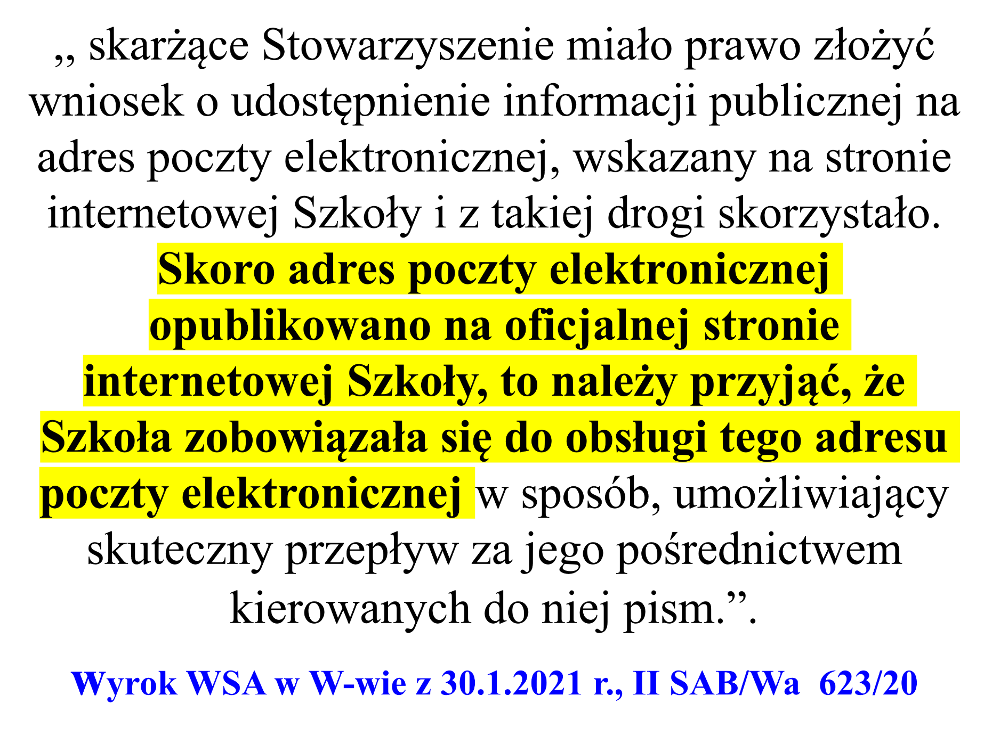 ,, skarżące Stowarzyszenie miało prawo złożyć
wniosek o udostępnienie informacji publicznej na
adres poczty elektronicznej, wskazany na stronie
internetowej Szkoły i z takiej drogi skorzystało.
Skoro adres poczty elektronicznej
opublikowano na oficjalnej stronie
internetowej Szkoły, to należy przyjąć, że
Szkoła zobowiązała się do obsługi tego adresu
poczty elektronicznej w sposób, umożliwiający
skuteczny przepływ za jego pośrednictwem
kierowanych do niej pism.”.
Wyrok WSA w W-wie z 30.1.2021 r., II SAB/Wa  623/20